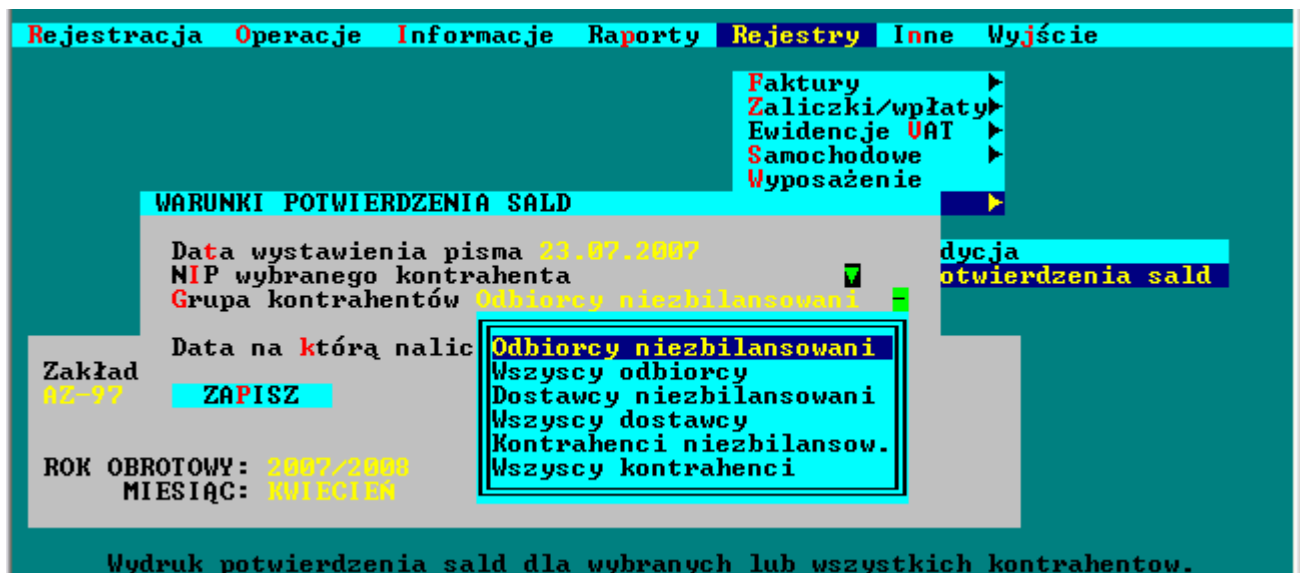 Rejestracja Operacje Informacje Raporty Rejestry Inne Wyjście
Faktury
Zaliczki/wpłaty
Ewidencje VAT
Samochodowe
Wyposażenie
WARUNKI POTWIERDZENIA SALD
Data wystawienia pisma 23.07.2007
NIP wybranego kontrahenta
Grupa kontrahentów Odbiorcy niezbilansowani
dycja
otwierdzenia sald
Data na którą nalic
Odbiorcy niezbilansowani
Wszyscy odbiorcy
Dostawcy niezbilansowani
Wszyscy dostawcy
Kontrahenci niezbilansow.
Wszyscy kontrahenci
ZAPISZ
Zakład
AZ-97
ROK OBROTOWY: 2007/2008
MIESIĄC: KWIECIEŃ
Wydruk potwierdzenia sald dla wybranych lub wszystkich kontrahentow.